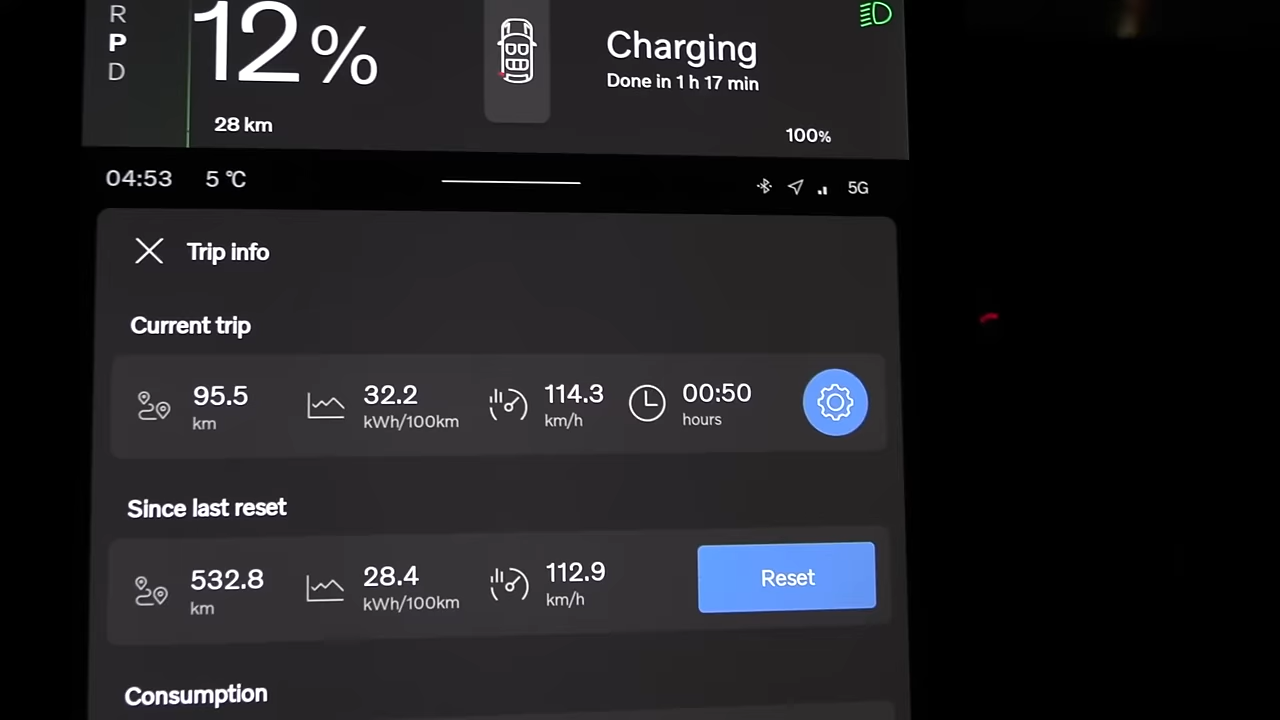 R
P
D
12%
28 km
Charging
Done in 1 h 17 min
100%
04:53 5 °C 5G
Trip info
Current trip
95.5 32.2 114.3 00:50
km kWh/100km km/h hours
Since last reset
532.8 28.4 112.9 Reset
km kWh/100km km/h
Consumption